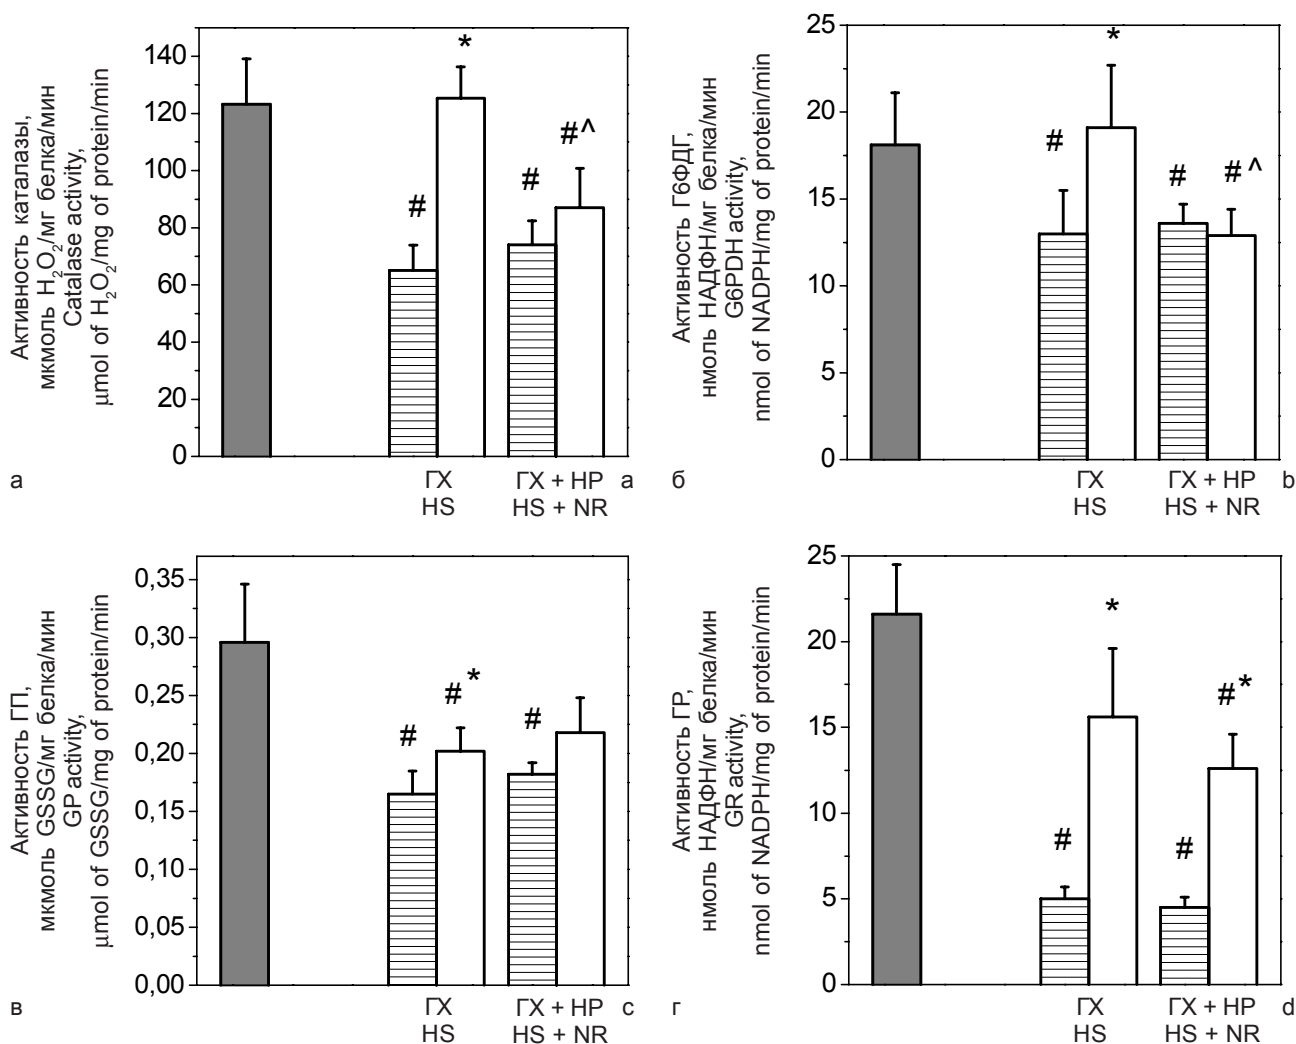 Активность каталазы,
мкмоль H₂O₂/мг белка/мин
Catalase activity,
μmol of H₂O₂/mg of protein/min
140
120
100
80
60
40
20
0
#
*
#
#^
ГХ
HS
ГХ + НР
HS + NR
а
a
Активность Г6ФДГ,
нмоль НАДФН/мг белка/мин
G6PDH activity,
nmol of NADPH/mg of protein/min
25
20
15
10
5
0
#
*
#
#^
ГХ
HS
ГХ + НР
HS + NR
б
b
Активность ГП,
мкмоль GSSG/мг белка/мин
GP activity,
μmol of GSSG/mg of protein/min
0,35
0,30
0,25
0,20
0,15
0,10
0,05
0,00
#
#*
#
ГХ
HS
ГХ + НР
HS + NR
в
c
Активность ГР,
нмоль НАДФН/мг белка/мин
GR activity,
nmol of NADPH/mg of protein/min
25
20
15
10
5
0
#
*
#
#*
ГХ
HS
ГХ + НР
HS + NR
г
d